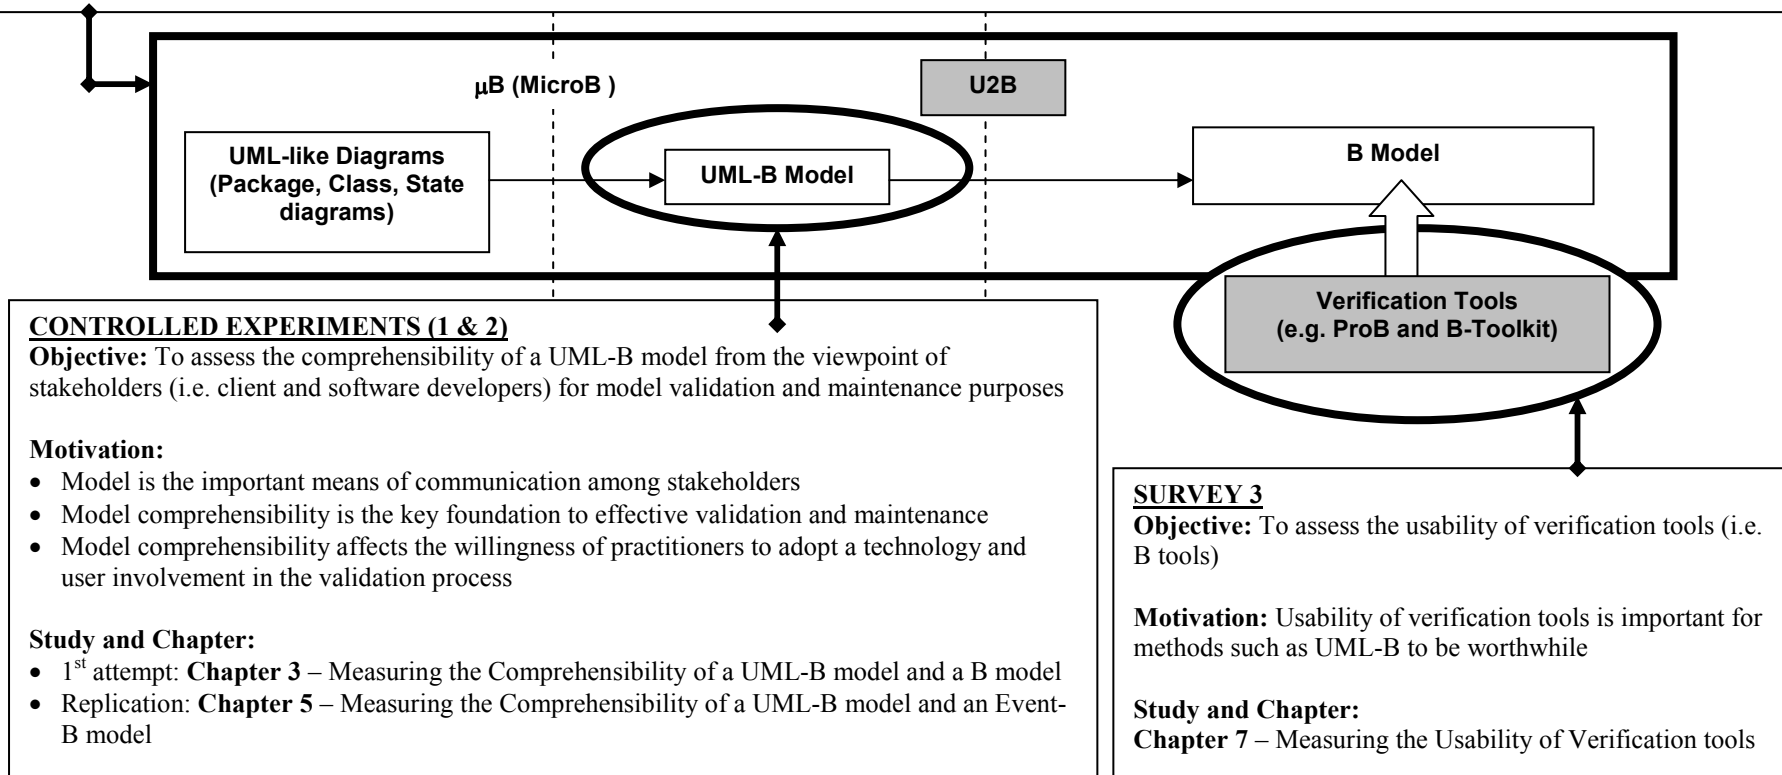 μB (MicroB )
U2B
UML-like Diagrams
(Package, Class, State
diagrams)
UML-B Model
B Model
Verification Tools
(e.g. ProB and B-Toolkit)
CONTROLLED EXPERIMENTS (1 & 2)
Objective: To assess the comprehensibility of a UML-B model from the viewpoint of
stakeholders (i.e. client and software developers) for model validation and maintenance purposes
Motivation:
• Model is the important means of communication among stakeholders
• Model comprehensibility is the key foundation to effective validation and maintenance
• Model comprehensibility affects the willingness of practitioners to adopt a technology and
user involvement in the validation process
Study and Chapter:
• 1st attempt: Chapter 3 – Measuring the Comprehensibility of a UML-B model and a B model
• Replication: Chapter 5 – Measuring the Comprehensibility of a UML-B model and an Event-
B model
SURVEY 3
Objective: To assess the usability of verification tools (i.e.
B tools)
Motivation: Usability of verification tools is important for
methods such as UML-B to be worthwhile
Study and Chapter:
Chapter 7 – Measuring the Usability of Verification tools